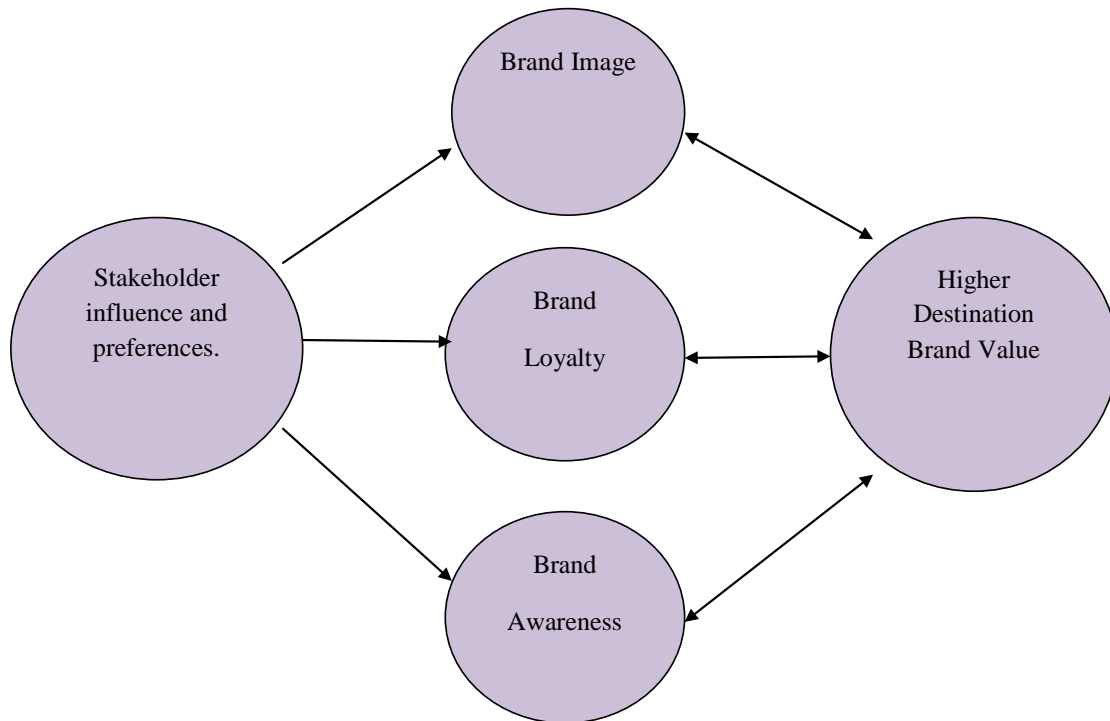 Brand Image
Stakeholder
influence and
preferences.
Brand
Loyalty
Higher
Destination
Brand Value
Brand
Awareness